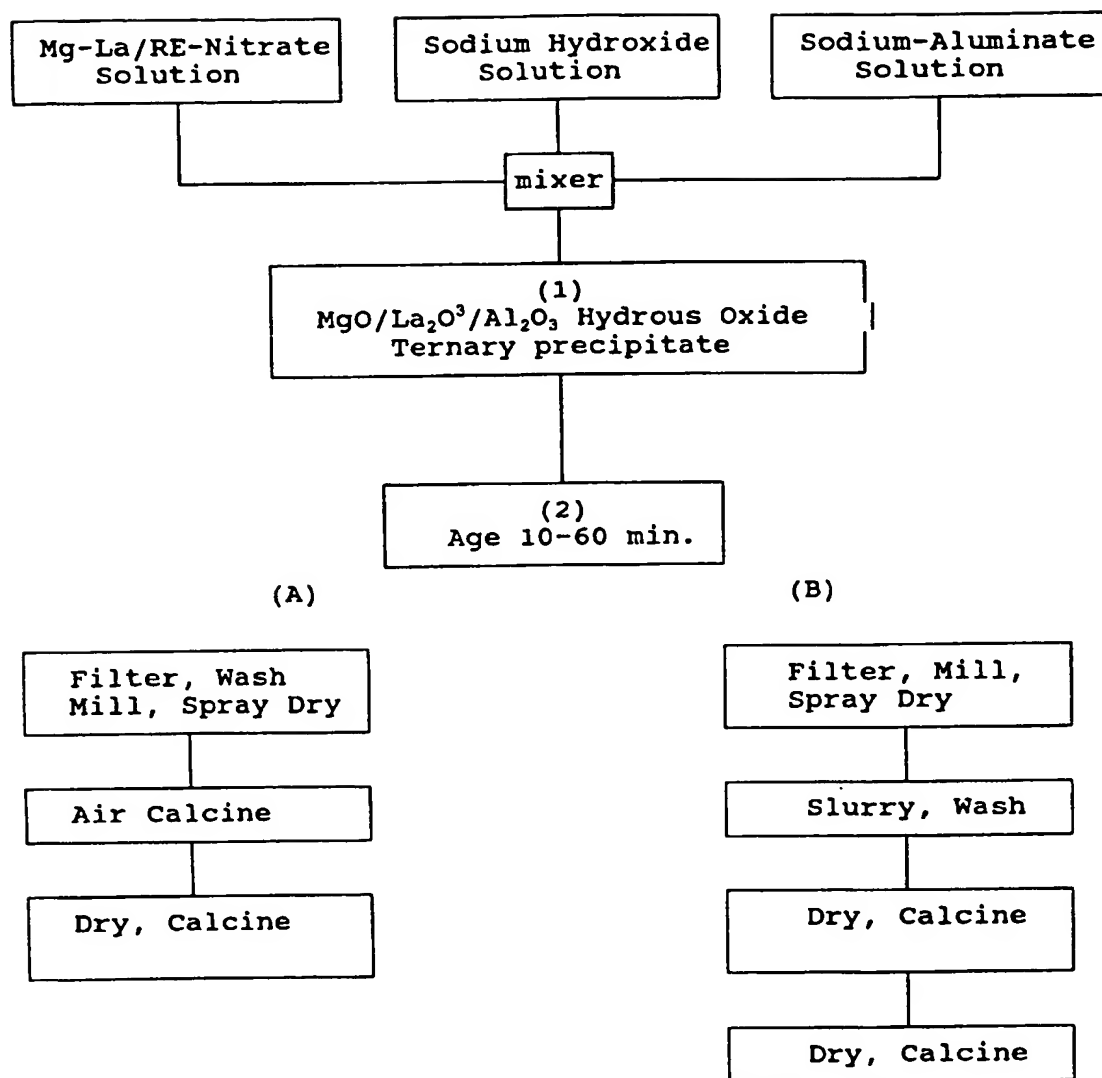 Mg-La/RE-Nitrate
Solution
Sodium Hydroxide
Solution
Sodium-Aluminate
Solution
mixer
(1)
MgO/La₂O³/Al₂O₃ Hydrous Oxide
Ternary precipitate
(2)
Age 10-60 min.
(A)
(B)
Filter, Wash
Mill, Spray Dry
Air Calcine
Dry, Calcine
Filter, Mill,
Spray Dry
Slurry, Wash
Dry, Calcine
Dry, Calcine